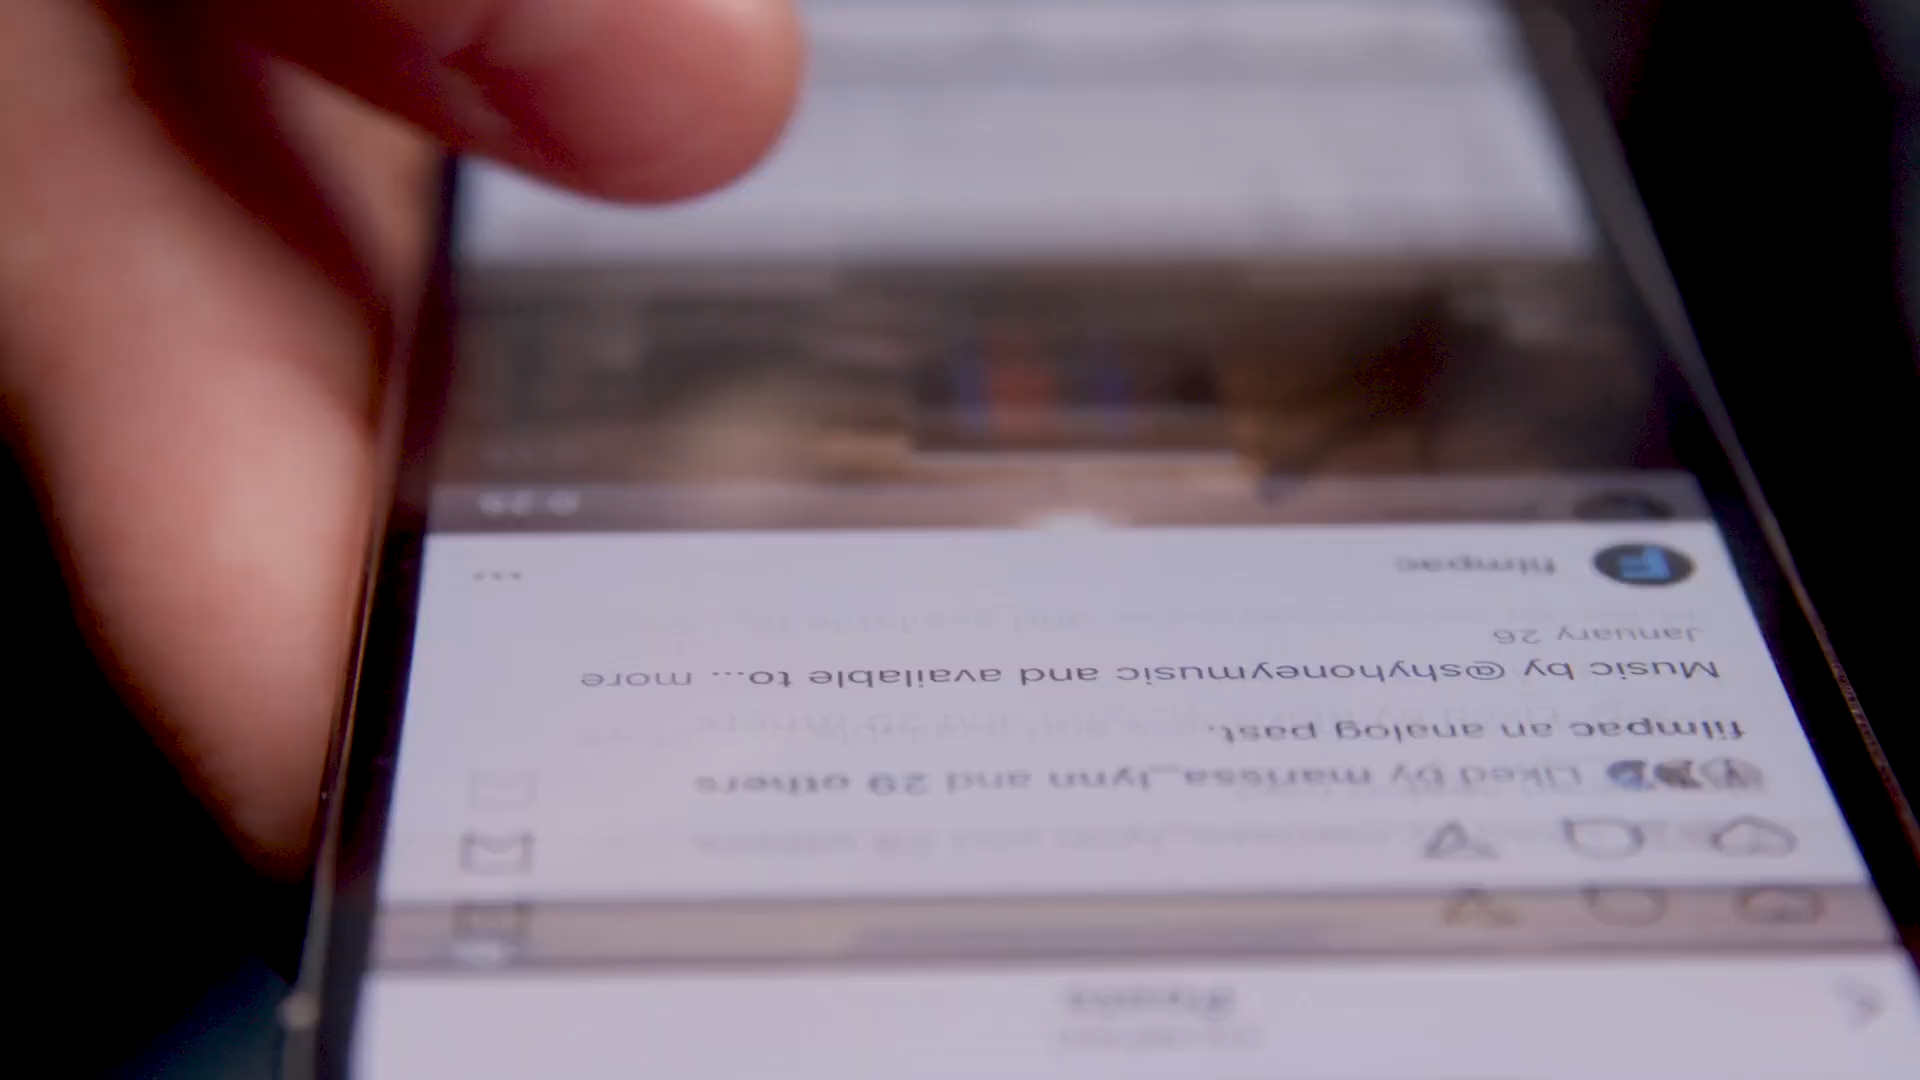 Liked by marissa_lynn and 29 others
filmpac an analog past.
Music by @shyhoneymusic and available to... more
January 26
filmpac